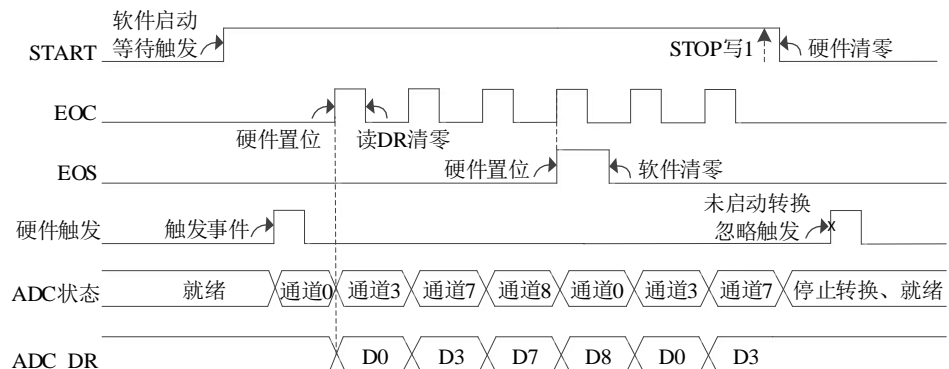 软件启动
START 等待触发 STOP写1 硬件清零
EOC
硬件置位 读DR清零
EOS 硬件置位 软件清零
硬件触发 触发事件 未启动转换
忽略触发 x
ADC状态 就绪 通道0 通道3 通道7 通道8 通道0 通道3 通道7 停止转换、就绪
ADC_DR D0 D3 D7 D8 D0 D3